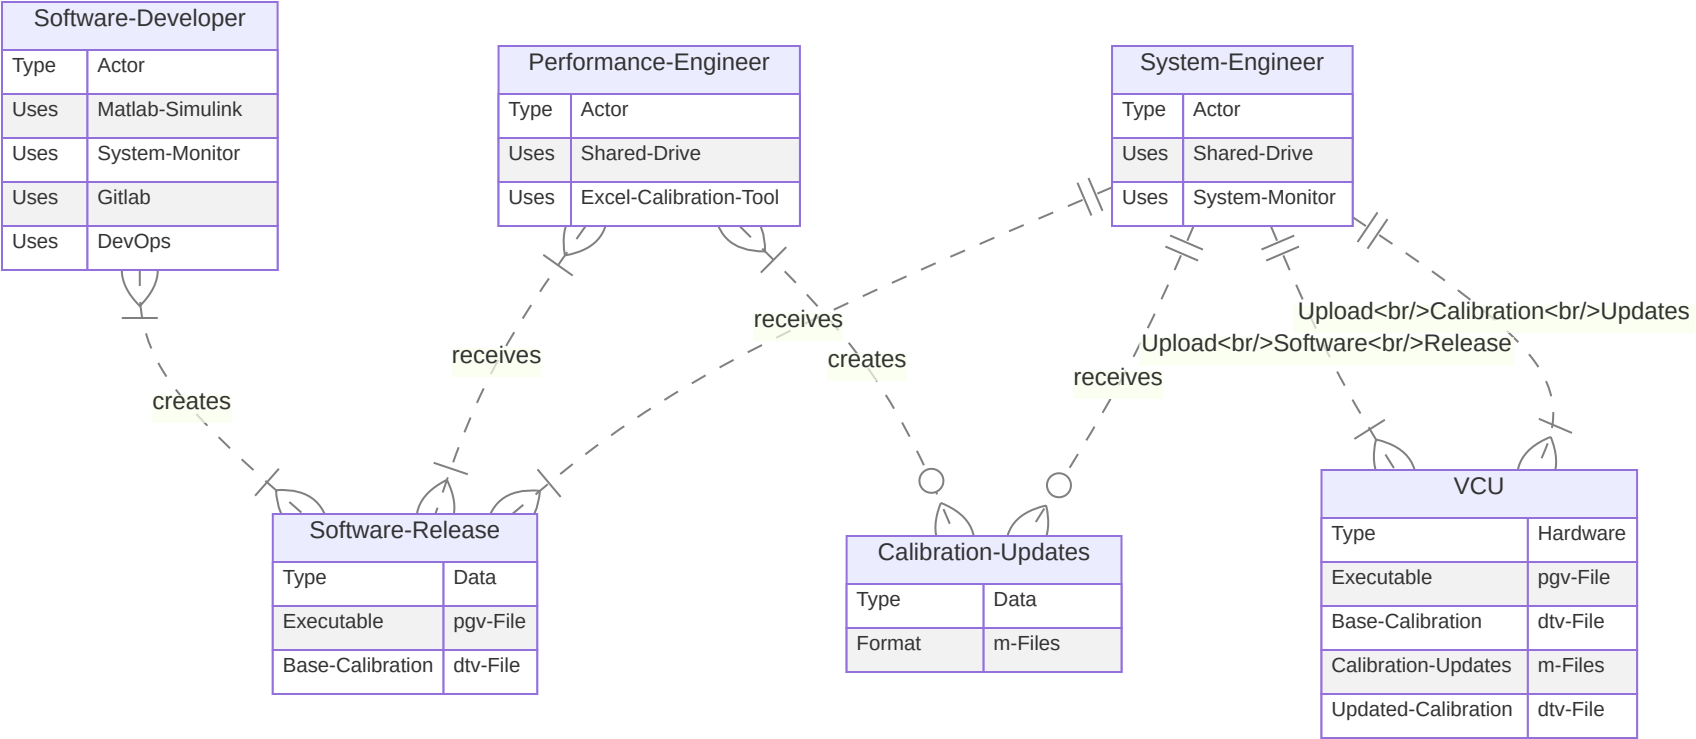 Software-Developer
Type Actor
Uses Matlab-Simulink
Uses System-Monitor
Uses Gitlab
Uses DevOps
Performance-Engineer
Type Actor
Uses Shared-Drive
Uses Excel-Calibration-Tool
System-Engineer
Type Actor
Uses Shared-Drive
Uses System-Monitor
creates
receives
receives
creates
receives
Upload<br/>Software<br/>Release
Upload<br/>Calibration<br/>Updates
Software-Release
Type Data
Executable pgv-File
Base-Calibration dtv-File
Calibration-Updates
Type Data
Format m-Files
VCU
Type Hardware
Executable pgv-File
Base-Calibration dtv-File
Calibration-Updates m-Files
Updated-Calibration dtv-File